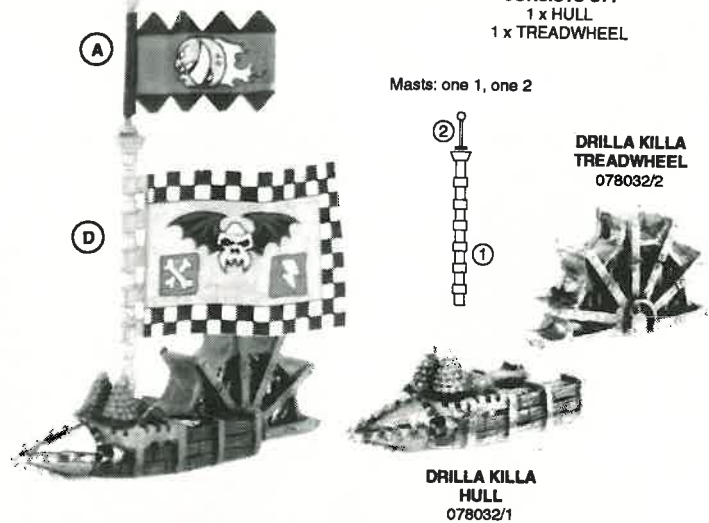 1 x HULL
1 x TREADWHEEL
A
Masts: one 1, one 2
2
DRILLA KILLA
TREADWHEEL
078032/2
D
1
DRILLA KILLA
HULL
078032/1